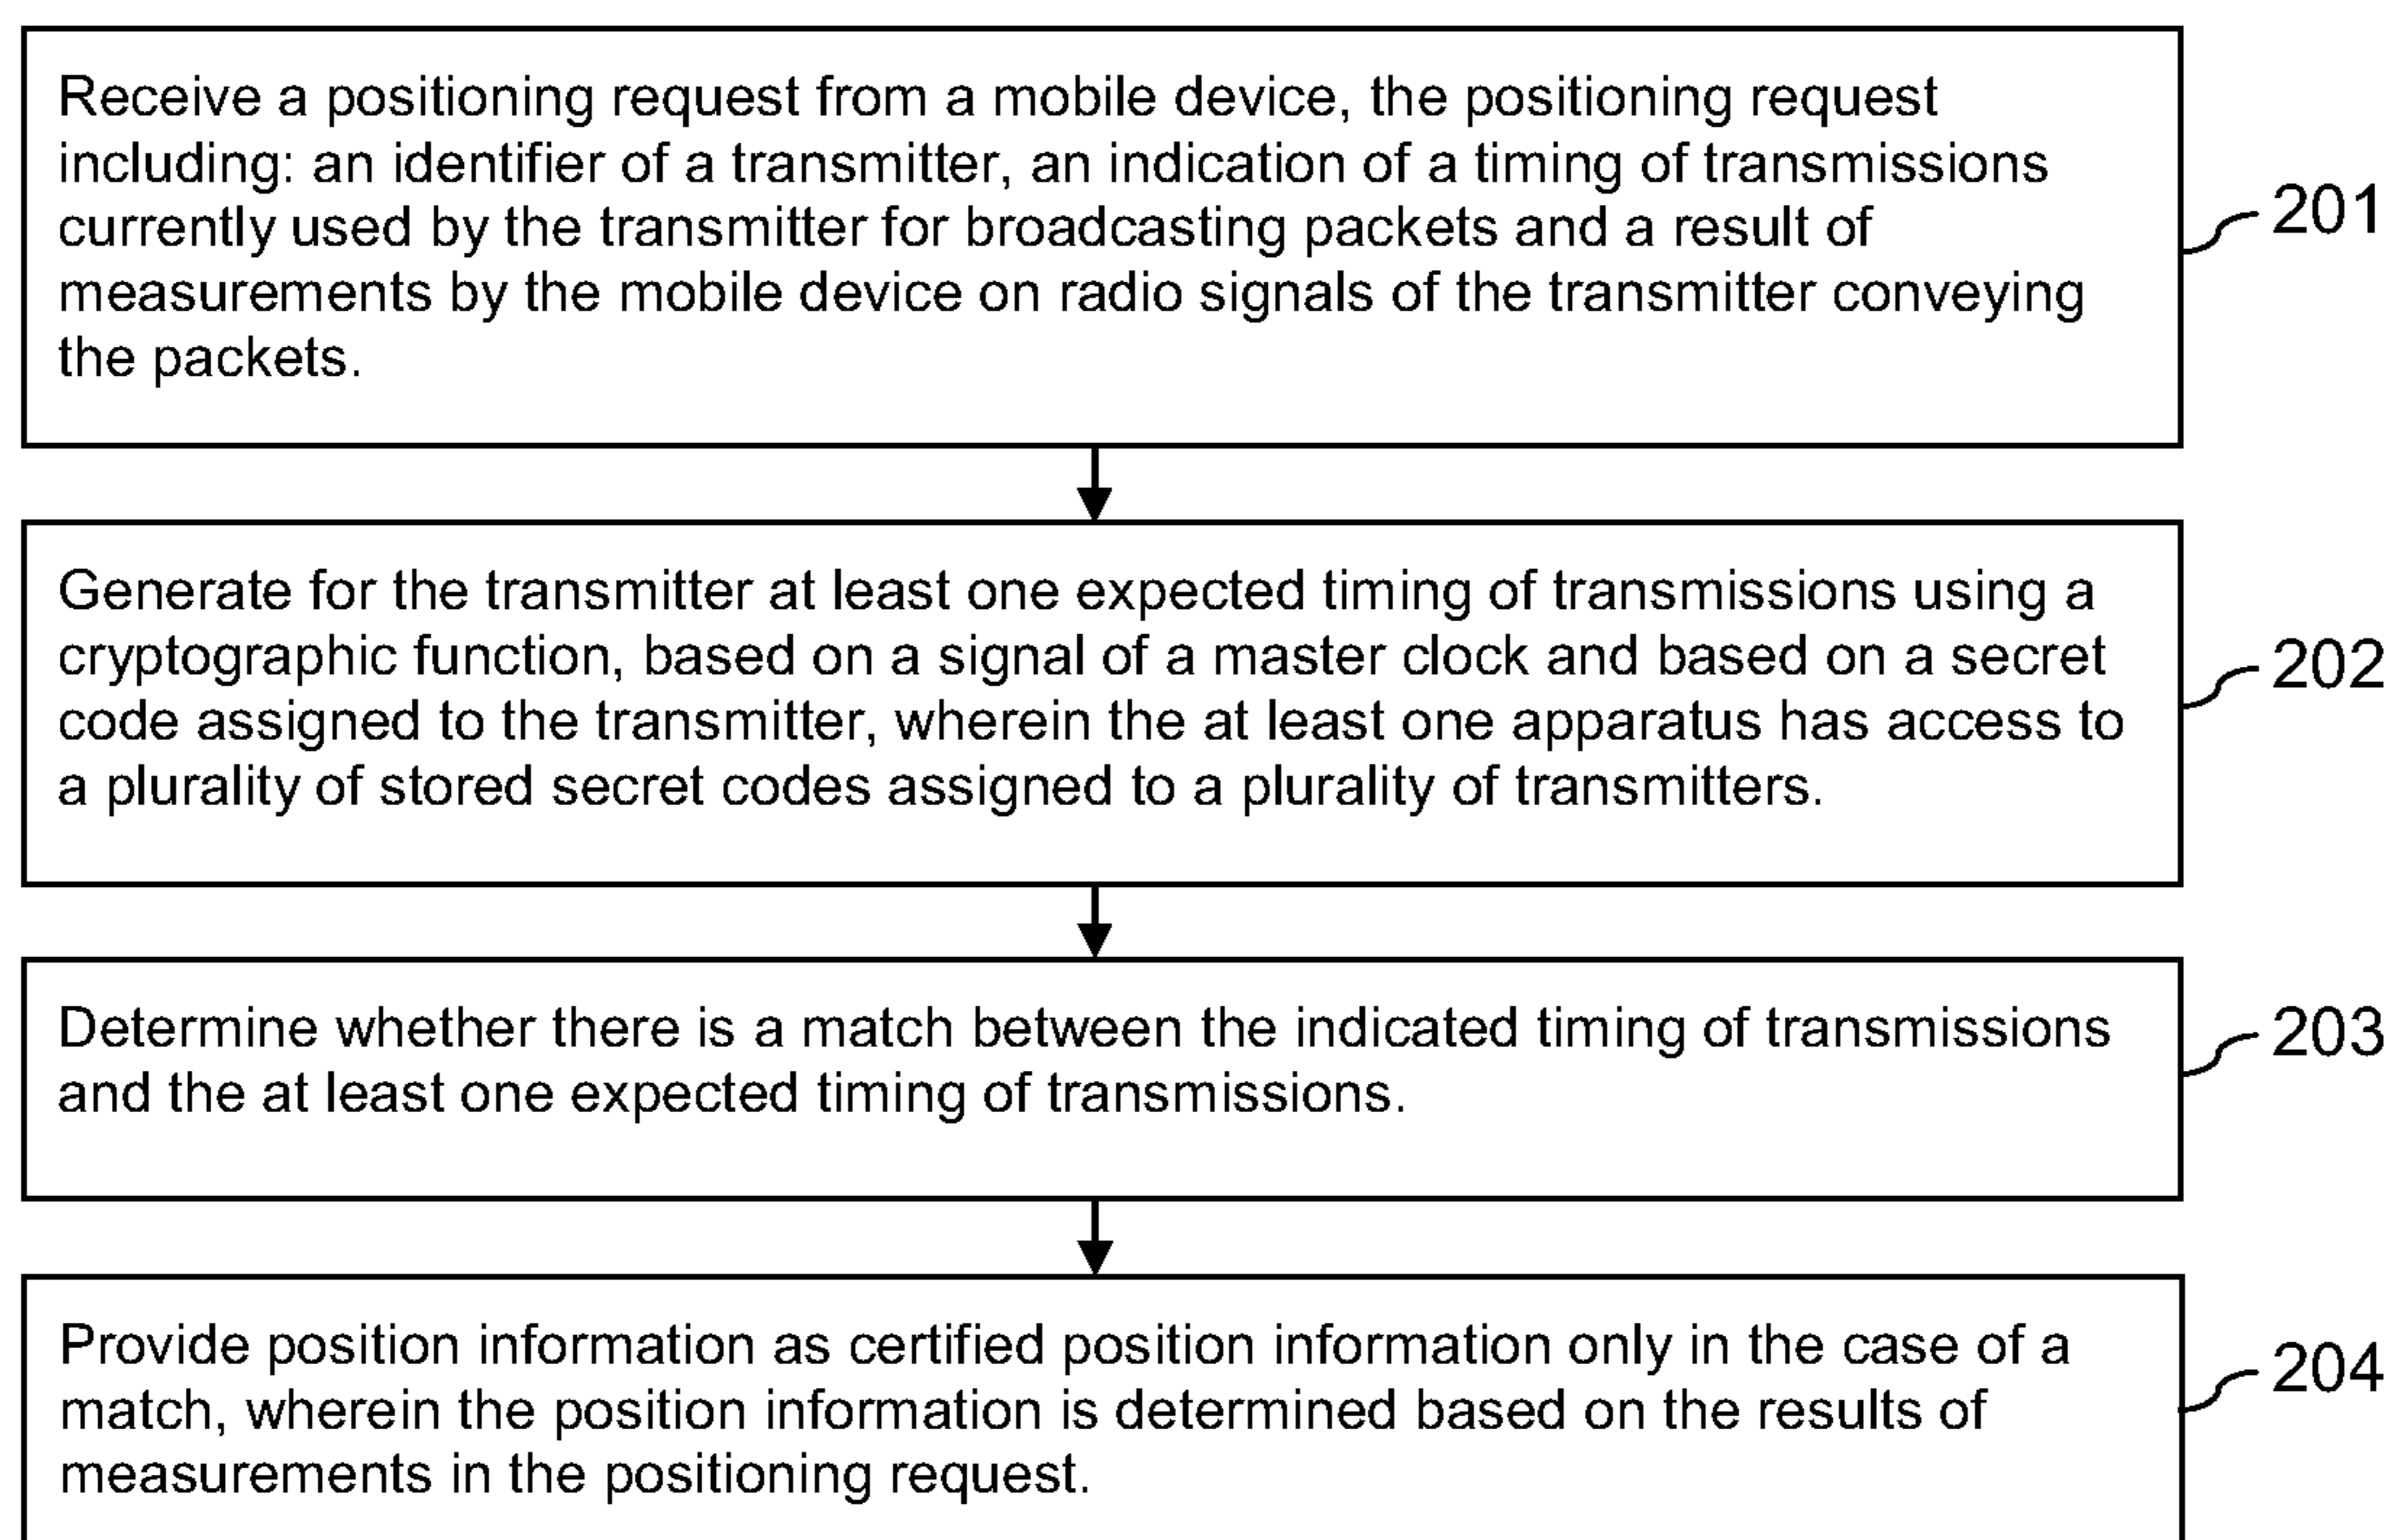 Receive a positioning request from a mobile device, the positioning request
including: an identifier of a transmitter, an indication of a timing of transmissions
currently used by the transmitter for broadcasting packets and a result of
measurements by the mobile device on radio signals of the transmitter conveying
the packets.
201
Generate for the transmitter at least one expected timing of transmissions using a
cryptographic function, based on a signal of a master clock and based on a secret
code assigned to the transmitter, wherein the at least one apparatus has access to
a plurality of stored secret codes assigned to a plurality of transmitters.
202
Determine whether there is a match between the indicated timing of transmissions
and the at least one expected timing of transmissions.
203
Provide position information as certified position information only in the case of a
match, wherein the position information is determined based on the results of
measurements in the positioning request.
204